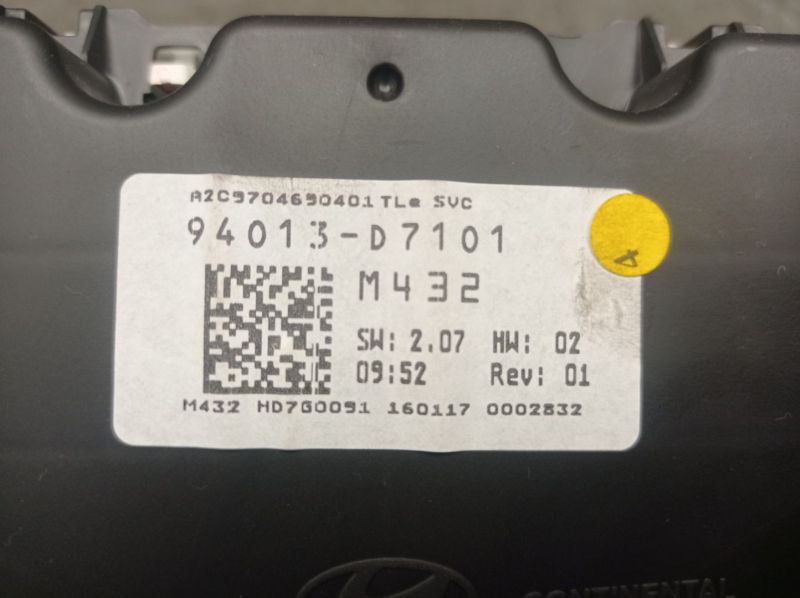 A2C9704690401 TLe SVC
94013-D7101
M432
SW: 2.07 HW: 02
09:52 Rev: 01
M432 HD7G0091 160117 0002832
CONTINENTAL